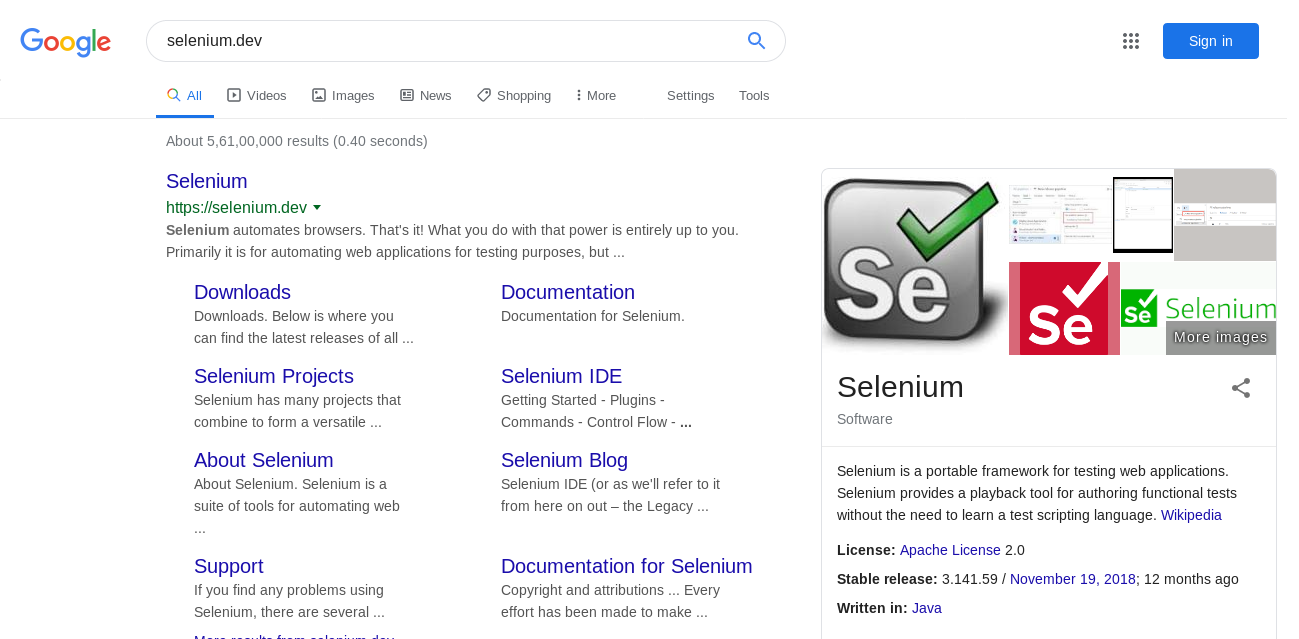 Google
selenium.dev
Sign in
All
Videos
Images
News
Shopping
More
Settings
Tools
About 5,61,00,000 results (0.40 seconds)
Selenium
https://selenium.dev
Selenium automates browsers. That's it! What you do with that power is entirely up to you.
Primarily it is for automating web applications for testing purposes, but ...
Downloads
Downloads. Below is where you
can find the latest releases of all ...
Documentation
Documentation for Selenium.
Selenium Projects
Selenium has many projects that
combine to form a versatile ...
Selenium IDE
Getting Started - Plugins -
Commands - Control Flow - ...
About Selenium
About Selenium. Selenium is a
suite of tools for automating web
...
Selenium Blog
Selenium IDE (or as we'll refer to it
from here on out – the Legacy ...
Support
If you find any problems using
Selenium, there are several ...
Documentation for Selenium
Copyright and attributions ... Every
effort has been made to make ...
More results from selenium.dev
Se
Se
Se
Selenium
More images
Selenium
Software
Selenium is a portable framework for testing web applications.
Selenium provides a playback tool for authoring functional tests
without the need to learn a test scripting language. Wikipedia
License: Apache License 2.0
Stable release: 3.141.59 / November 19, 2018; 12 months ago
Written in: Java